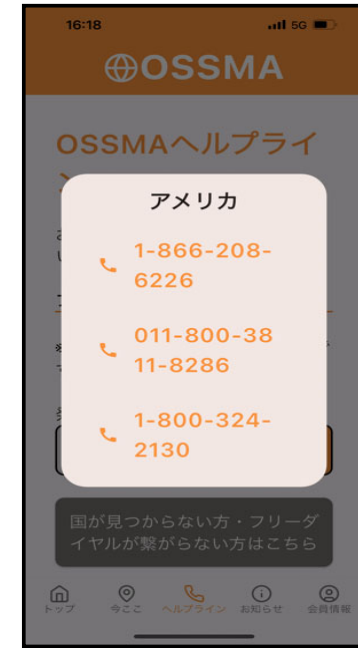 16:18
5G
OSSMA
OSSMAヘルプライ
アメリカ
1-866-208-
6226
011-800-38
11-8286
1-800-324-
2130
国が見つからない方・フリーダ
イヤルが繋がらない方はこちら
トップ
今ここ
ヘルプライン
お知らせ
会員情報